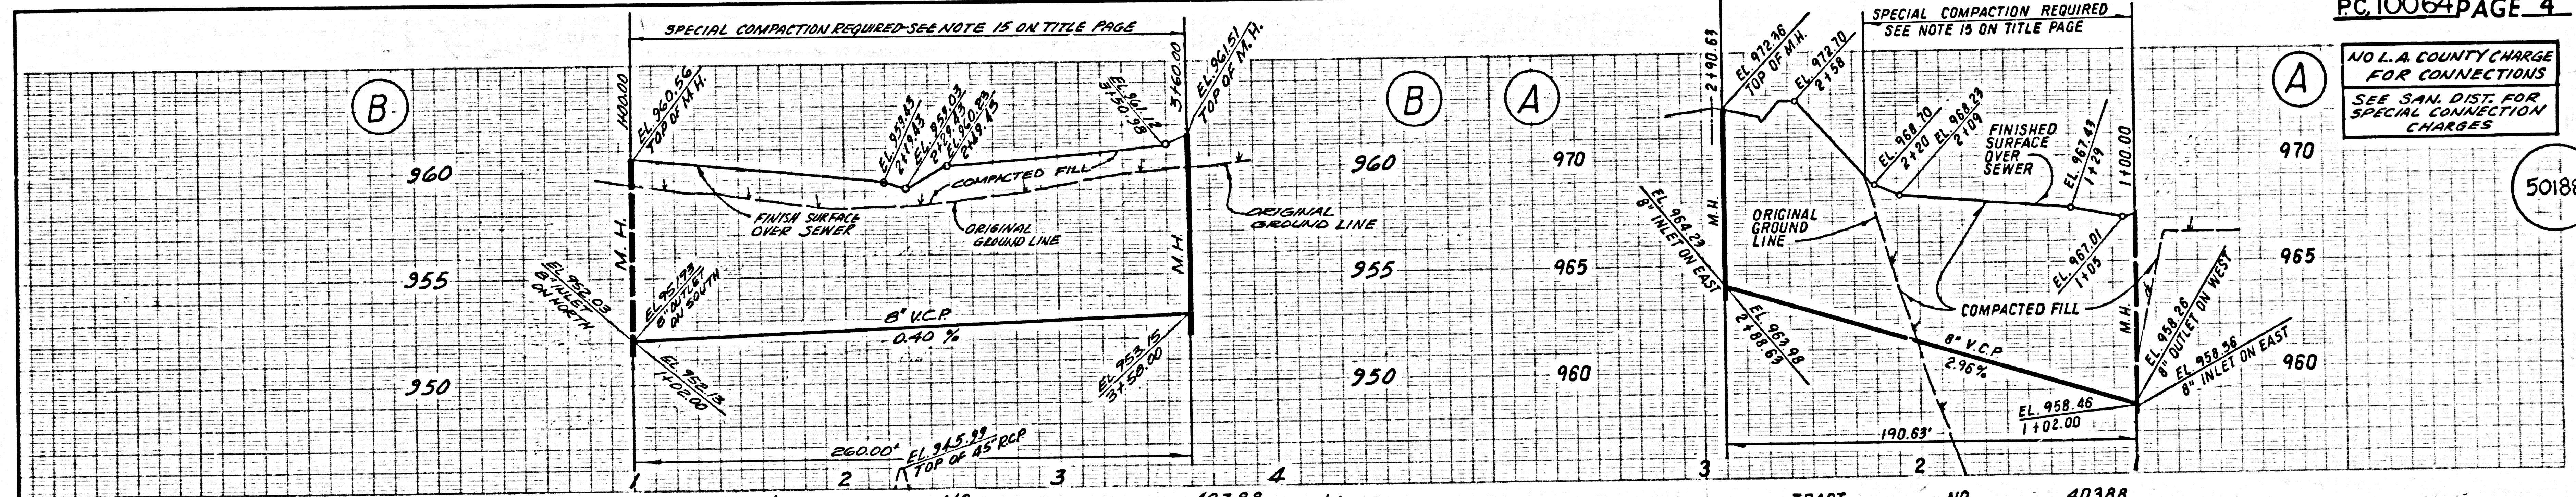 P.C. 10064 PAGE 4
SPECIAL COMPACTION REQUIRED-SEE NOTE 15 ON TITLE PAGE
SPECIAL COMPACTION REQUIRED
SEE NOTE 15 ON TITLE PAGE
NO L.A. COUNTY CHARGE
FOR CONNECTIONS
SEE SAN. DIST. FOR
SPECIAL CONNECTION
CHARGES
50188
B
1+00.00
EL. 960.56
TOP OF M.H.
EL. 959.43
2+19.43
EL. 959.03
2+29.43
EL. 960.23
2+49.43
EL. 961.12
3+50.98
3+60.00
EL. 961.51
TOP OF M.H.
960
COMPACTED FILL
FINISH SURFACE
OVER SEWER
ORIGINAL
GROUND LINE
ORIGINAL
GROUND LINE
M.H.
M.H.
955
EL. 952.03
8" INLET
ON NORTH
EL. 951.93
8" OUTLET
ON SOUTH
8" V.C.P.
0.40 %
950
EL. 952.13
1+02.00
EL. 953.15
3+58.00
260.00'
EL. 945.99
TOP OF 45" R.C.P.
1
2
3
4
B
960
955
950
A
970
965
960
2+90.63
EL. 972.36
TOP OF M.H.
EL. 972.70
2+58
EL. 968.70
2+20
EL. 968.23
2+09
FINISHED
SURFACE
OVER
SEWER
EL. 967.43
1+29
1+00.00
M.H.
EL. 964.29
8" INLET ON EAST
ORIGINAL
GROUND
LINE
EL. 967.01
1+05
COMPACTED FILL
M.H.
EL. 963.98
2+88.63
8" V.C.P.
2.96%
EL. 958.26
8" OUTLET ON WEST
EL. 958.36
8" INLET ON EAST
EL. 958.46
1+02.00
190.63'
3
2
A
970
965
960
NO.
40388
TRACT
NO.
40388